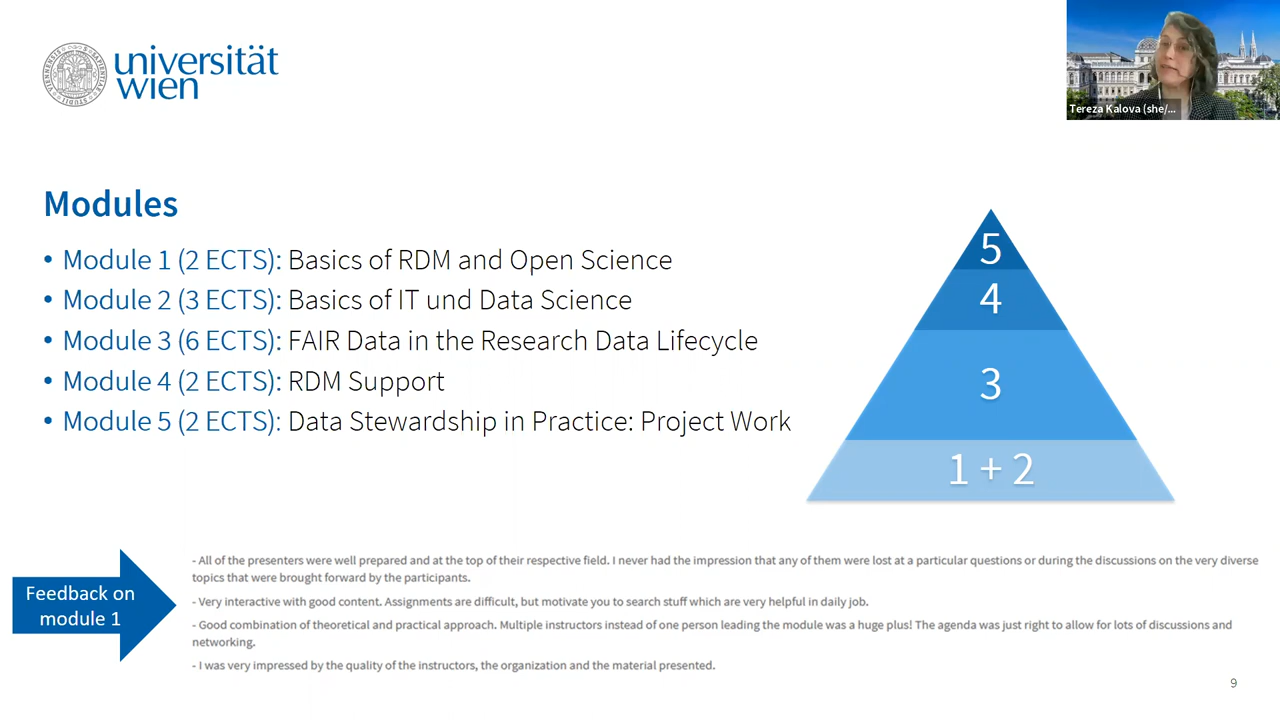 universität
wien
Tereza Kalova (she/...
Modules
• Module 1 (2 ECTS): Basics of RDM and Open Science
• Module 2 (3 ECTS): Basics of IT und Data Science
• Module 3 (6 ECTS): FAIR Data in the Research Data Lifecycle
• Module 4 (2 ECTS): RDM Support
• Module 5 (2 ECTS): Data Stewardship in Practice: Project Work
5
4
3
1 + 2
Feedback on
module 1
- All of the presenters were well prepared and at the top of their respective field. I never had the impression that any of them were lost at a particular questions or during the discussions on the very diverse
topics that were brought forward by the participants.
- Very interactive with good content. Assignments are difficult, but motivate you to search stuff which are very helpful in daily job.
- Good combination of theoretical and practical approach. Multiple instructors instead of one person leading the module was a huge plus! The agenda was just right to allow for lots of discussions and
networking.
- I was very impressed by the quality of the instructors, the organization and the material presented.
9